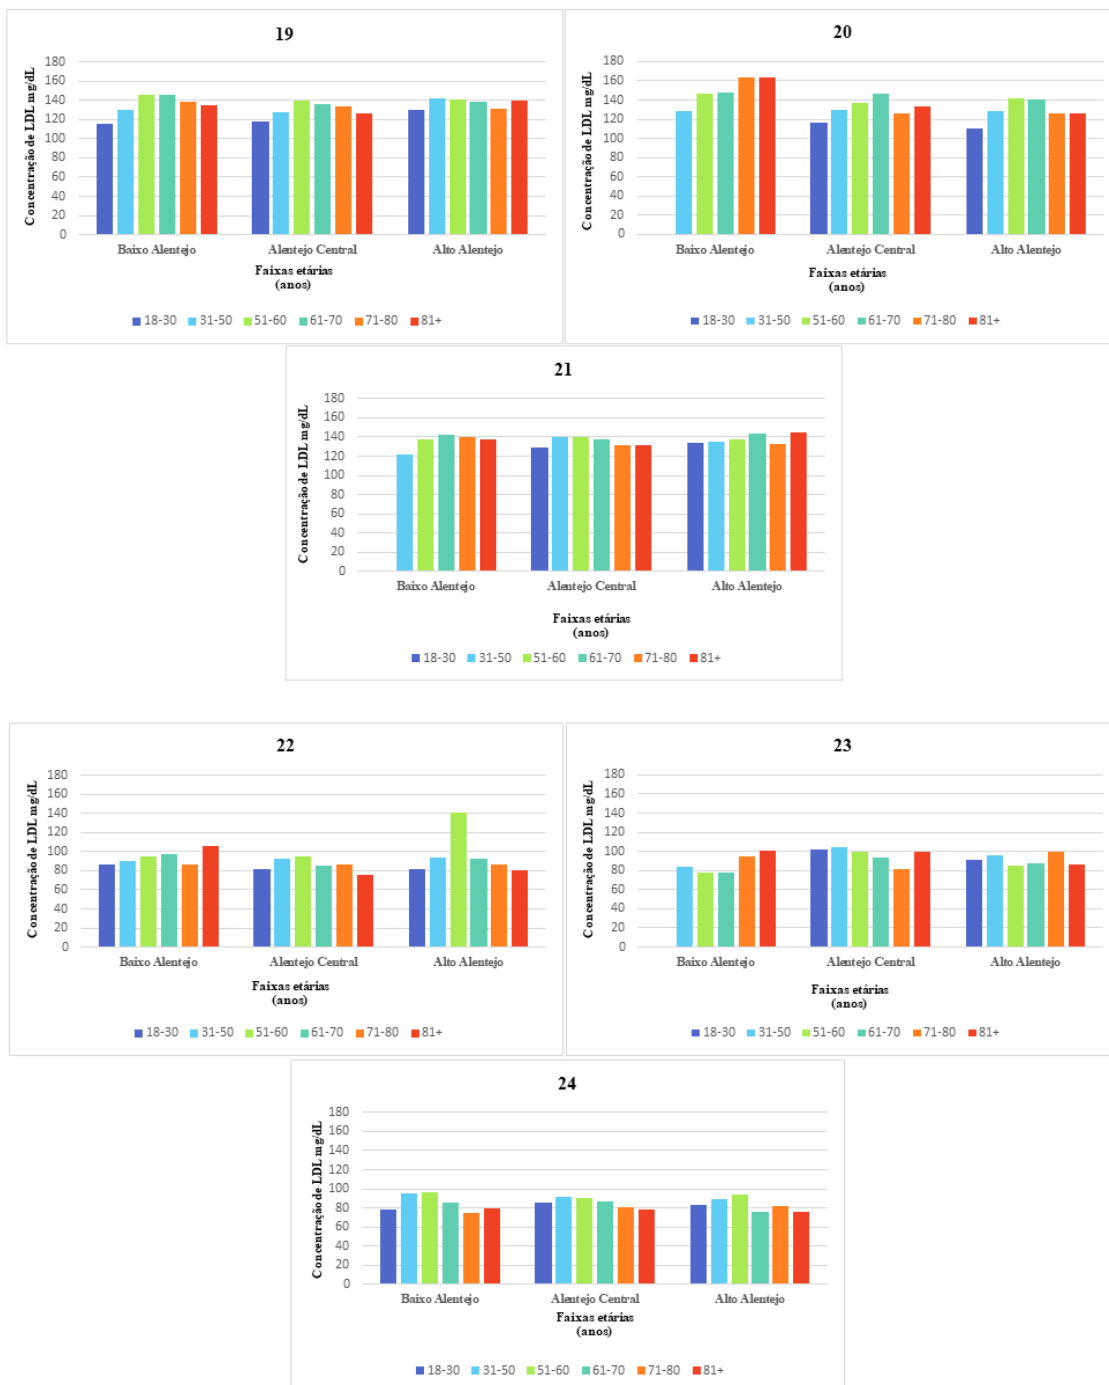 19
Concentração de LDL mg/dL
180
160
140
120
100
80
60
40
20
0
Baixo Alentejo Alentejo Central Alto Alentejo
Faixas etárias
(anos)
18-30 31-50 51-60 61-70 71-80 81+
20
Concentração de LDL mg/dL
180
160
140
120
100
80
60
40
20
0
Baixo Alentejo Alentejo Central Alto Alentejo
Faixas etárias
(anos)
18-30 31-50 51-60 61-70 71-80 81+
21
Concentração de LDL mg/dL
180
160
140
120
100
80
60
40
20
0
Baixo Alentejo Alentejo Central Alto Alentejo
Faixas etárias
(anos)
18-30 31-50 51-60 61-70 71-80 81+
22
Concentração de LDL mg/dL
180
160
140
120
100
80
60
40
20
0
Baixo Alentejo Alentejo Central Alto Alentejo
Faixas etárias
(anos)
18-30 31-50 51-60 61-70 71-80 81+
23
Concentração de LDL mg/dL
180
160
140
120
100
80
60
40
20
0
Baixo Alentejo Alentejo Central Alto Alentejo
Faixas etárias
(anos)
18-30 31-50 51-60 61-70 71-80 81+
24
Concentração de LDL mg/dL
180
160
140
120
100
80
60
40
20
0
Baixo Alentejo Alentejo Central Alto Alentejo
Faixas etárias
(anos)
18-30 31-50 51-60 61-70 71-80 81+